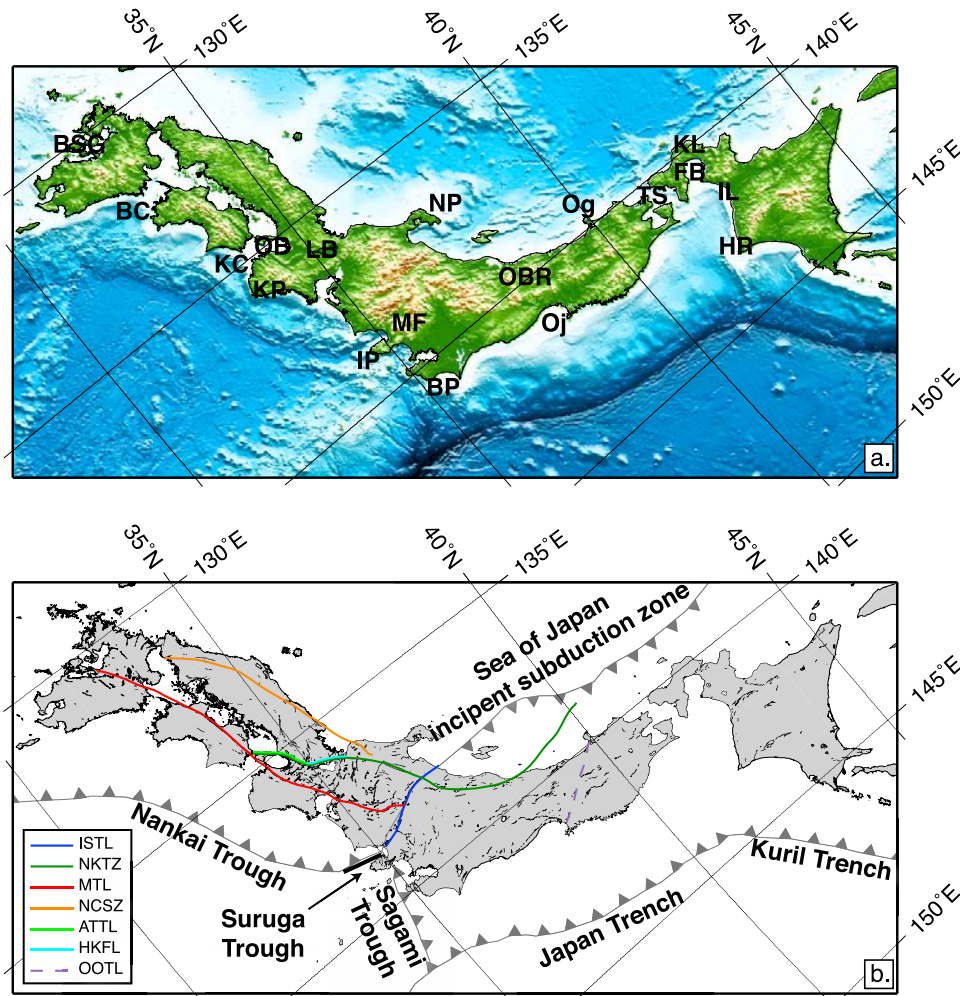 35°N
130°E
40°N
135°E
45°N
140°E
BSG
KL
FB
145°E
BC
NP
Og
TS
IL
OB
LB
KC
HR
KP
OBR
MF
Oj
IP
BP
150°E
a.
35°N
130°E
40°N
135°E
45°N
140°E
Sea of Japan
incipent subduction zone
145°E
Nankai Trough
Kuril Trench
ISTL
NKTZ
MTL
NCSZ
ATTL
HKFL
OOTL
Suruga
Trough
Sagami
Trough
Japan Trench
150°E
b.